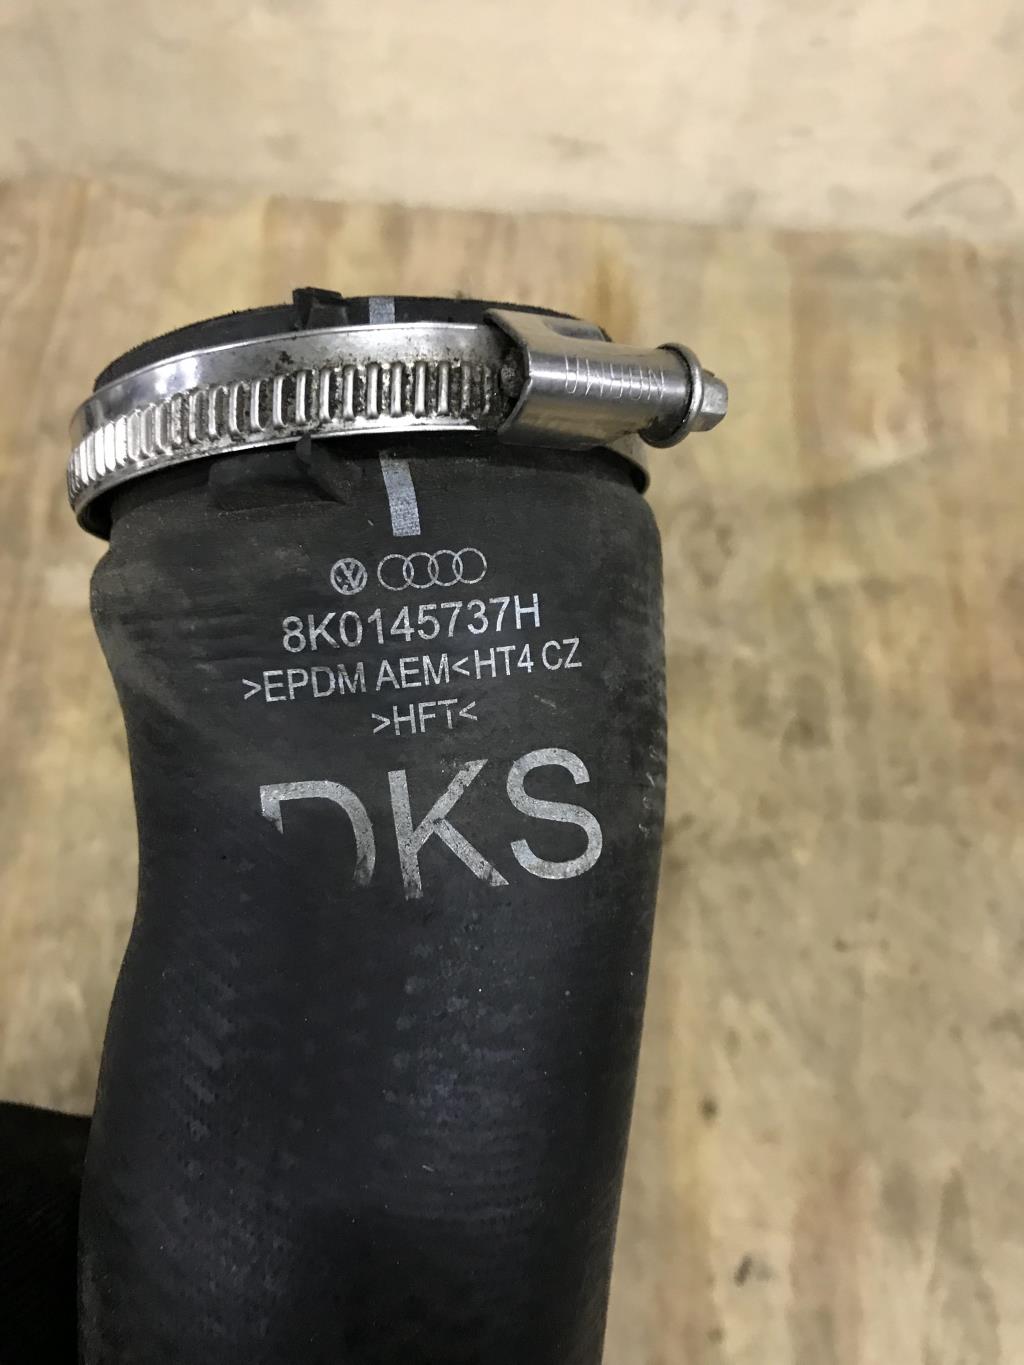 8K0145737H
>EPDM AEM<HT4 CZ
>HFT<
DKS